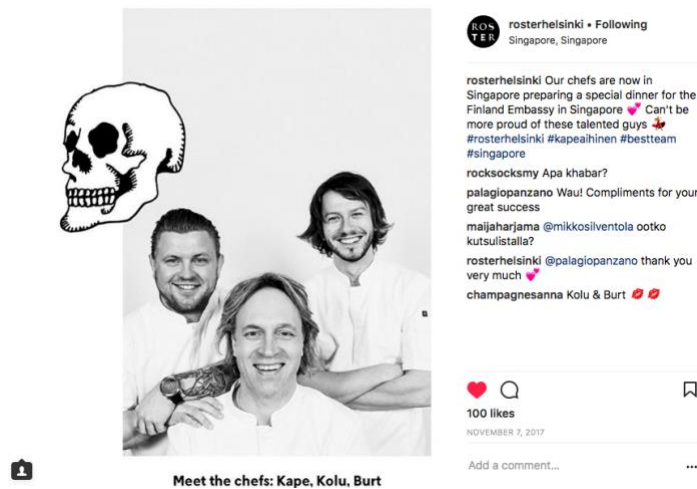 ROS
TER
rosterhelsinki • Following
Singapore, Singapore
rosterhelsinki Our chefs are now in
Singapore preparing a special dinner for the
Finland Embassy in Singapore 💕 Can't be
more proud of these talented guys 💃
#rosterhelsinki #kapeaihinen #bestteam
#singapore
rocksocksmy Apa khabar?
palagiopanzano Wau! Compliments for your
great success
maijaharjama @mikkosilventola ootko
kutsulistalla?
rosterhelsinki @palagiopanzano thank you
very much 💕
champagnesanna Kolu & Burt 💋 💋
100 likes
NOVEMBER 7, 2017
Add a comment...
Meet the chefs: Kape, Kolu, Burt